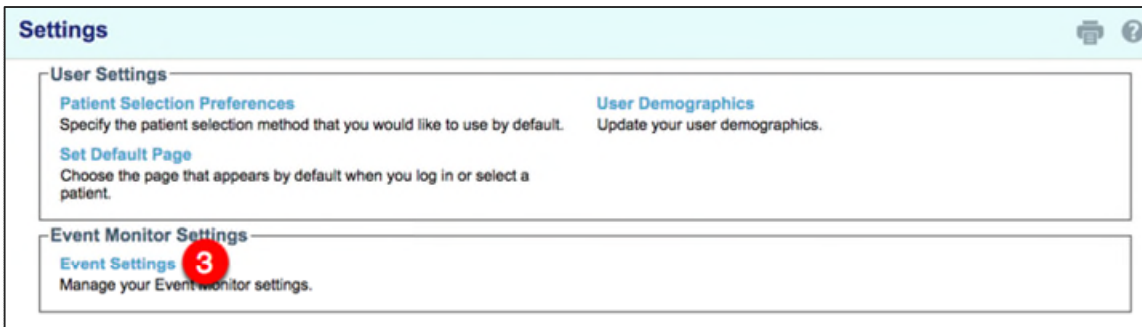 Settings
?
User Settings
Patient Selection Preferences
Specify the patient selection method that you would like to use by default.
User Demographics
Update your user demographics.
Set Default Page
Choose the page that appears by default when you log in or select a
patient.
Event Monitor Settings
Event Settings 3
Manage your Event Monitor settings.